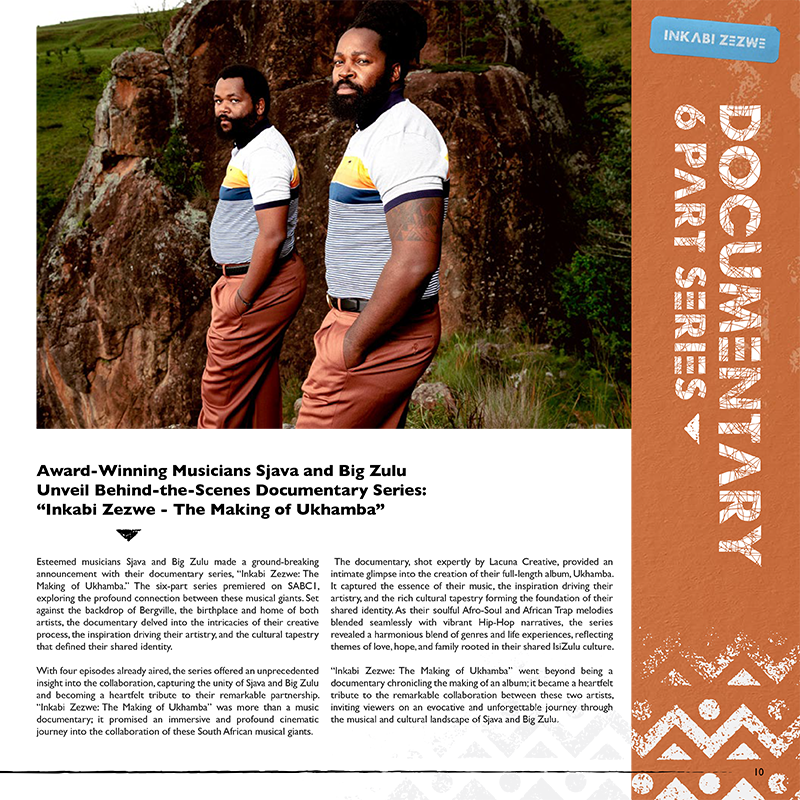 INKABI ZEZWE
DOCUMENTARY
6 PART SERIES
Award-Winning Musicians Sjava and Big Zulu
Unveil Behind-the-Scenes Documentary Series:
“Inkabi Zezwe - The Making of Ukhamba”
Esteemed musicians Sjava and Big Zulu made a ground-breaking
announcement with their documentary series, “Inkabi Zezwe: The
Making of Ukhamba.” The six-part series premiered on SABC1,
exploring the profound connection between these musical giants. Set
against the backdrop of Bergville, the birthplace and home of both
artists, the documentary delved into the intricacies of their creative
process, the inspiration driving their artistry, and the cultural tapestry
that defined their shared identity.
With four episodes already aired, the series offered an unprecedented
insight into the collaboration, capturing the unity of Sjava and Big Zulu
and becoming a heartfelt tribute to their remarkable partnership.
“Inkabi Zezwe: The Making of Ukhamba” was more than a music
documentary; it promised an immersive and profound cinematic
journey into the collaboration of these South African musical giants.
The documentary, shot expertly by Lacuna Creative, provided an
intimate glimpse into the creation of their full-length album, Ukhamba.
It captured the essence of their music, the inspiration driving their
artistry, and the rich cultural tapestry forming the foundation of their
shared identity. As their soulful Afro-Soul and African Trap melodies
blended seamlessly with vibrant Hip-Hop narratives, the series
revealed a harmonious blend of genres and life experiences, reflecting
themes of love, hope, and family rooted in their shared IsiZulu culture.
“Inkabi Zezwe: The Making of Ukhamba” went beyond being a
documentary chronicling the making of an album; it became a heartfelt
tribute to the remarkable collaboration between these two artists,
inviting viewers on an evocative and unforgettable journey through
the musical and cultural landscape of Sjava and Big Zulu.
10